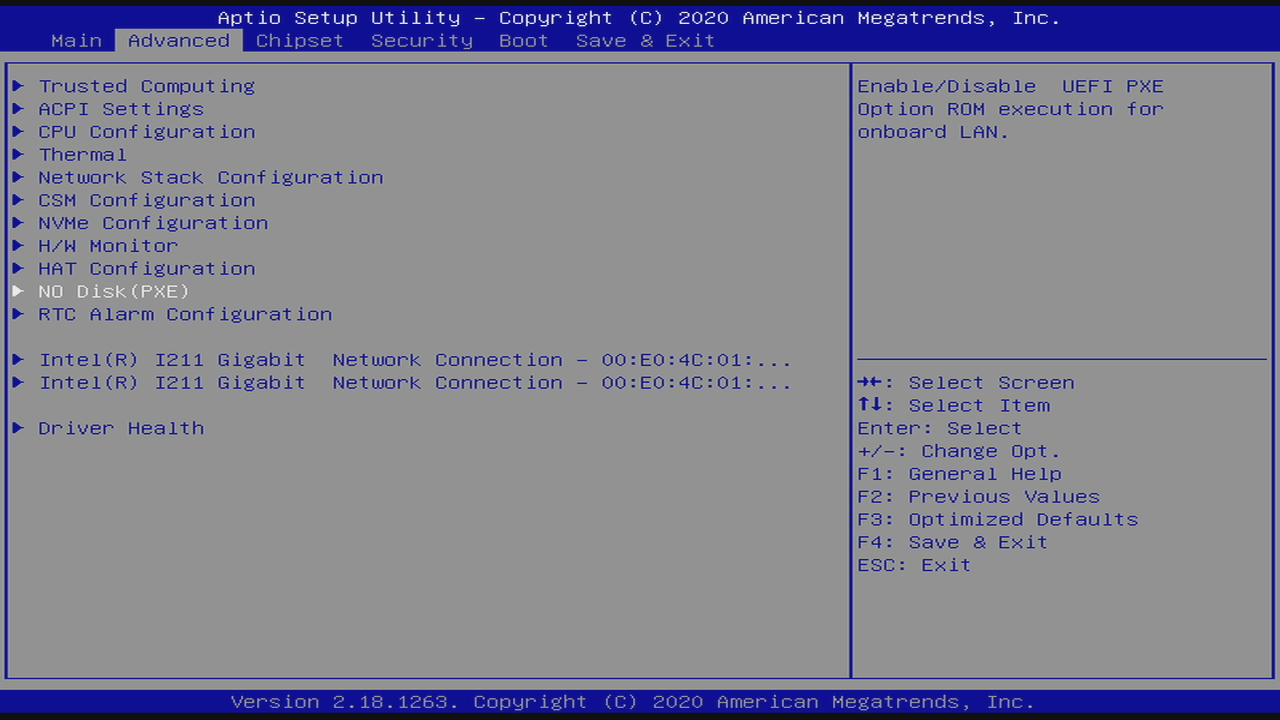 Aptio Setup Utility – Copyright (C) 2020 American Megatrends, Inc.
Main Advanced Chipset Security Boot Save & Exit
Trusted Computing
ACPI Settings
CPU Configuration
Thermal
Network Stack Configuration
CSM Configuration
NVMe Configuration
H/W Monitor
HAT Configuration
NO Disk(PXE)
RTC Alarm Configuration
Intel(R) I211 Gigabit  Network Connection – 00:E0:4C:01:...
Intel(R) I211 Gigabit  Network Connection – 00:E0:4C:01:...
Driver Health
Enable/Disable  UEFI PXE
Option ROM execution for
onboard LAN.
→←: Select Screen
↑↓: Select Item
Enter: Select
+/–: Change Opt.
F1: General Help
F2: Previous Values
F3: Optimized Defaults
F4: Save & Exit
ESC: Exit
Version 2.18.1263. Copyright (C) 2020 American Megatrends, Inc.